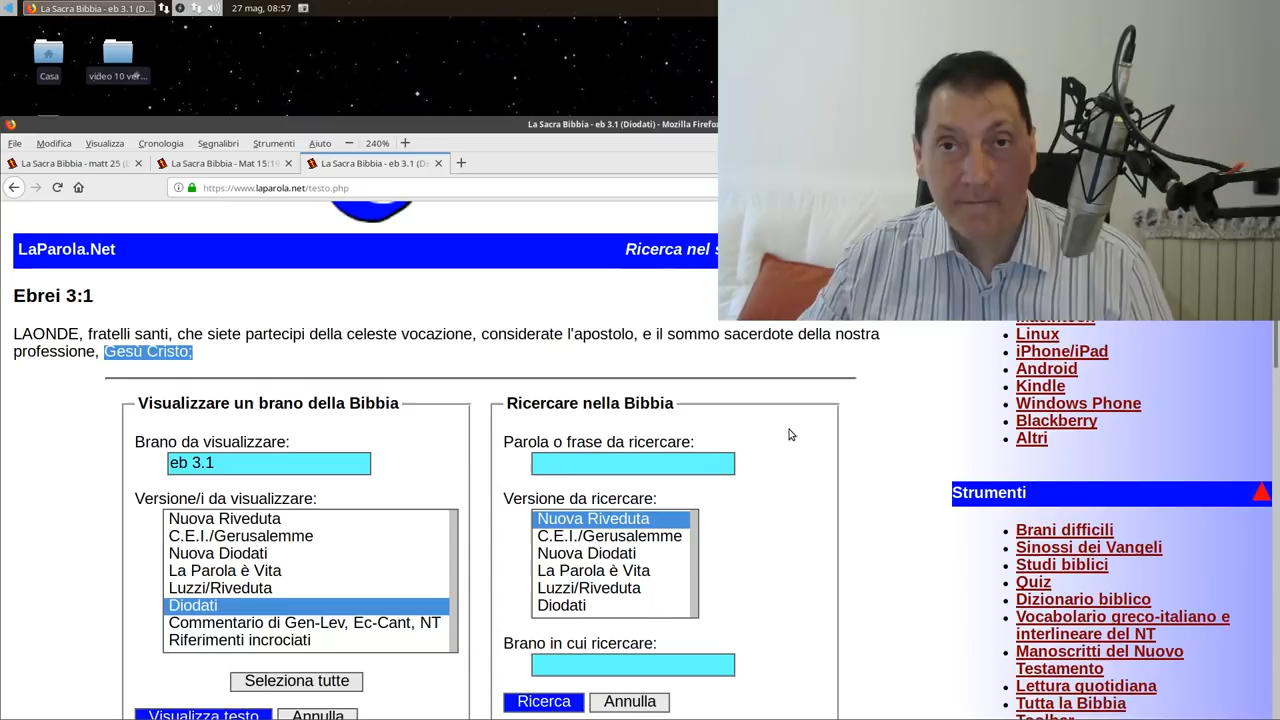 La Sacra Bibbia - eb 3.1 (D...
27 mag, 08:57
Casa
video 10 ver...
La Sacra Bibbia - eb 3.1 (Diodati) - Mozilla Firefox
File Modifica Visualizza Cronologia Segnalibri Strumenti Aiuto 240%
La Sacra Bibbia - matt 25 (
La Sacra Bibbia - Mat 15:19
La Sacra Bibbia - eb 3.1 (D
https://www.laparola.net/testo.php
LaParola.Net
Ricerca nel s
Ebrei 3:1
LAONDE, fratelli santi, che siete partecipi della celeste vocazione, considerate l'apostolo, e il sommo sacerdote della nostra
professione, Gesù Cristo;
Visualizzare un brano della Bibbia
Brano da visualizzare:
eb 3.1
Versione/i da visualizzare:
Nuova Riveduta
C.E.I./Gerusalemme
Nuova Diodati
La Parola è Vita
Luzzi/Riveduta
Diodati
Commentario di Gen-Lev, Ec-Cant, NT
Riferimenti incrociati
Seleziona tutte
Visualizza testo
Annulla
Ricercare nella Bibbia
Parola o frase da ricercare:
Versione da ricercare:
Nuova Riveduta
C.E.I./Gerusalemme
Nuova Diodati
La Parola è Vita
Luzzi/Riveduta
Diodati
Brano in cui ricercare:
Ricerca
Annulla
Macintosh
Linux
iPhone/iPad
Android
Kindle
Windows Phone
Blackberry
Altri
Strumenti
Brani difficili
Sinossi dei Vangeli
Studi biblici
Quiz
Dizionario biblico
Vocabolario greco-italiano e
interlineare del NT
Manoscritti del Nuovo
Testamento
Lettura quotidiana
Tutta la Bibbia
Toolbar